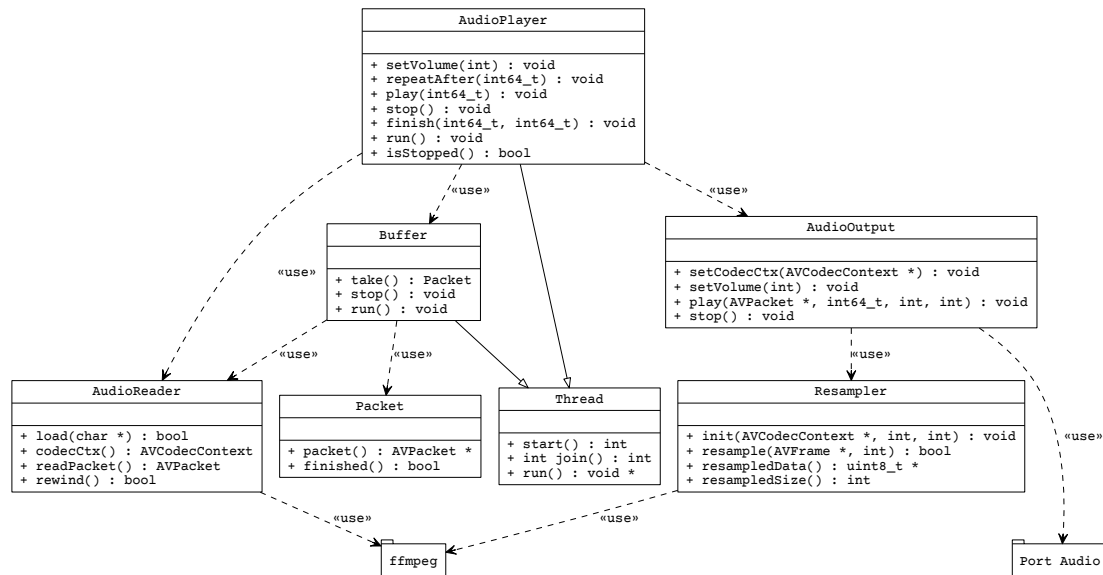 AudioPlayer
+ setVolume(int) : void
+ repeatAfter(int64_t) : void
+ play(int64_t) : void
+ stop() : void
+ finish(int64_t, int64_t) : void
+ run() : void
+ isStopped() : bool
«use»
«use»
Buffer
+ take() : Packet
+ stop() : void
+ run() : void
«use»
AudioOutput
+ setCodecCtx(AVCodecContext *) : void
+ setVolume(int) : void
+ play(AVPacket *, int64_t, int, int) : void
+ stop() : void
«use»
«use»
«use»
AudioReader
+ load(char *) : bool
+ codecCtx() : AVCodecContext
+ readPacket() : AVPacket
+ rewind() : bool
Packet
+ packet() : AVPacket *
+ finished() : bool
Thread
+ start() : int
+ int join() : int
+ run() : void *
Resampler
+ init(AVCodecContext *, int, int) : void
+ resample(AVFrame *, int) : bool
+ resampledData() : uint8_t *
+ resampledSize() : int
«use»
«use»
«use»
ffmpeg
Port Audio